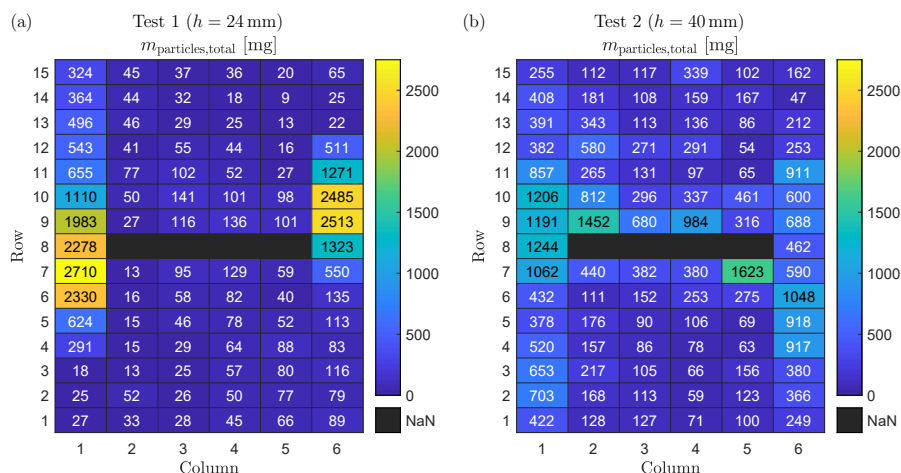 (a) Test 1 (h = 24 mm)
m_particles,total [mg]
15 324 45 37 36 20 65
14 364 44 32 18 9 25
13 496 46 29 25 13 22
12 543 41 55 44 16 511
11 655 77 102 52 27 1271
10 1110 50 141 101 98 2485
9 1983 27 116 136 101 2513
8 2278 1323
7 2710 13 95 129 59 550
6 2330 16 58 82 40 135
5 624 15 46 78 52 113
4 291 15 29 64 88 83
3 18 13 25 57 80 116
2 25 52 26 50 77 79
1 27 33 28 45 66 89
1 2 3 4 5 6
Row
Column
2500
2000
1500
1000
500
0
NaN
(b) Test 2 (h = 40 mm)
m_particles,total [mg]
15 255 112 117 339 102 162
14 408 181 108 159 167 47
13 391 343 113 136 86 212
12 382 580 271 291 54 253
11 857 265 131 97 65 911
10 1206 812 296 337 461 600
9 1191 1452 680 984 316 688
8 1244 462
7 1062 440 382 380 1623 590
6 432 111 152 253 275 1048
5 378 176 90 106 69 918
4 520 157 86 78 63 917
3 653 217 105 66 156 380
2 703 168 113 59 123 366
1 422 128 127 71 100 249
1 2 3 4 5 6
Row
Column
2500
2000
1500
1000
500
0
NaN